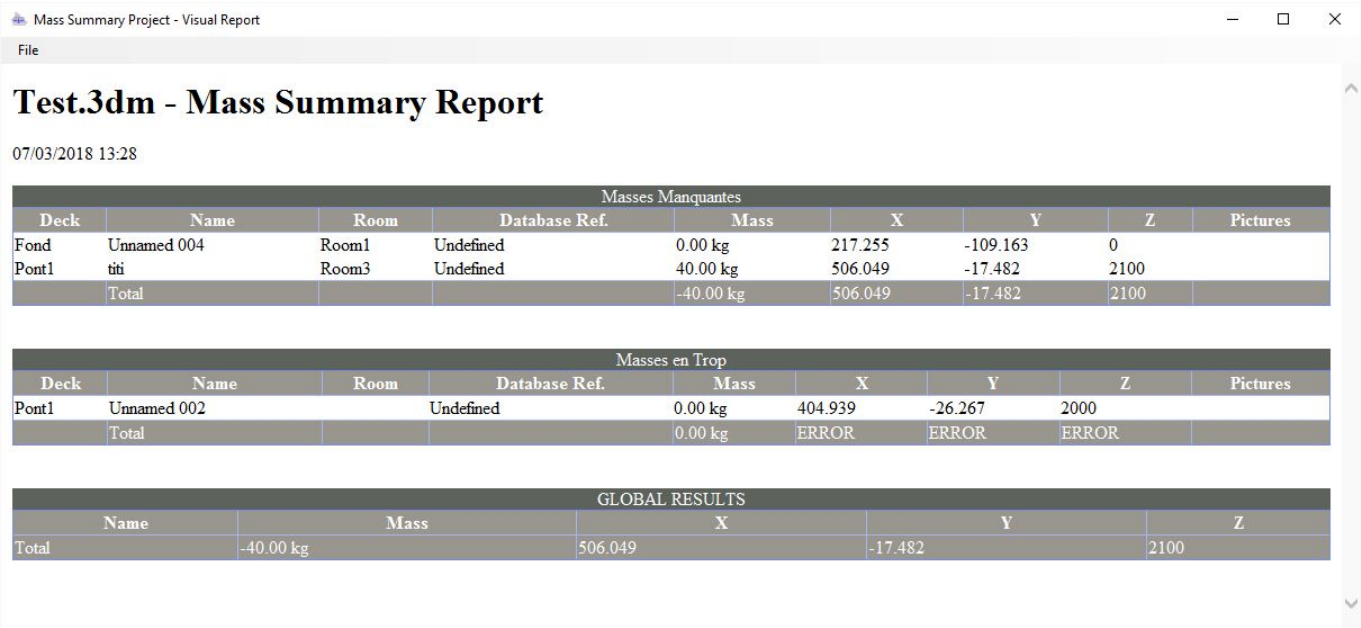 Mass Summary Project - Visual Report
File
Test.3dm - Mass Summary Report
07/03/2018 13:28
Masses Manquantes
Deck Name Room Database Ref. Mass X Y Z Pictures
Fond Unnamed 004 Room1 Undefined 0.00 kg 217.255 -109.163 0
Pont1 titi Room3 Undefined 40.00 kg 506.049 -17.482 2100
Total -40.00 kg 506.049 -17.482 2100
Masses en Trop
Deck Name Room Database Ref. Mass X Y Z Pictures
Pont1 Unnamed 002 Undefined 0.00 kg 404.939 -26.267 2000
Total 0.00 kg ERROR ERROR ERROR
GLOBAL RESULTS
Name Mass X Y Z
Total -40.00 kg 506.049 -17.482 2100